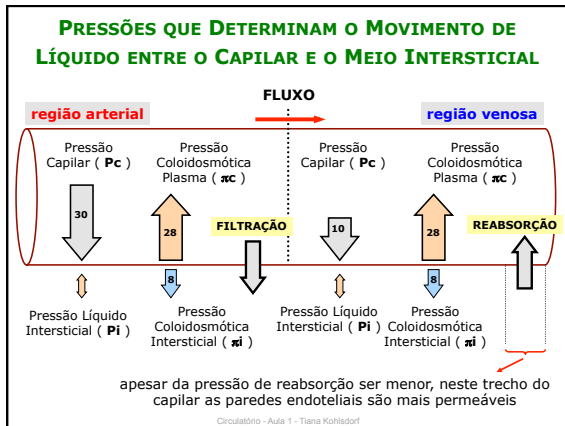 PRESSÕES QUE DETERMINAM O MOVIMENTO DE
LÍQUIDO ENTRE O CAPILAR E O MEIO INTERSTICIAL
FLUXO
região arterial
região venosa
Pressão
Capilar ( Pc )
Pressão
Coloidosmótica
Plasma ( πc )
Pressão
Capilar ( Pc )
Pressão
Coloidosmótica
Plasma ( πc )
30
28
FILTRAÇÃO
10
28
REABSORÇÃO
8
8
Pressão Líquido
Intersticial ( Pi )
Pressão
Coloidosmótica
Intersticial ( πi )
Pressão Líquido
Intersticial ( Pi )
Pressão
Coloidosmótica
Intersticial ( πi )
apesar da pressão de reabsorção ser menor, neste trecho do
capilar as paredes endoteliais são mais permeáveis
Circulatório - Aula 1 - Tiana Kohlsdorf